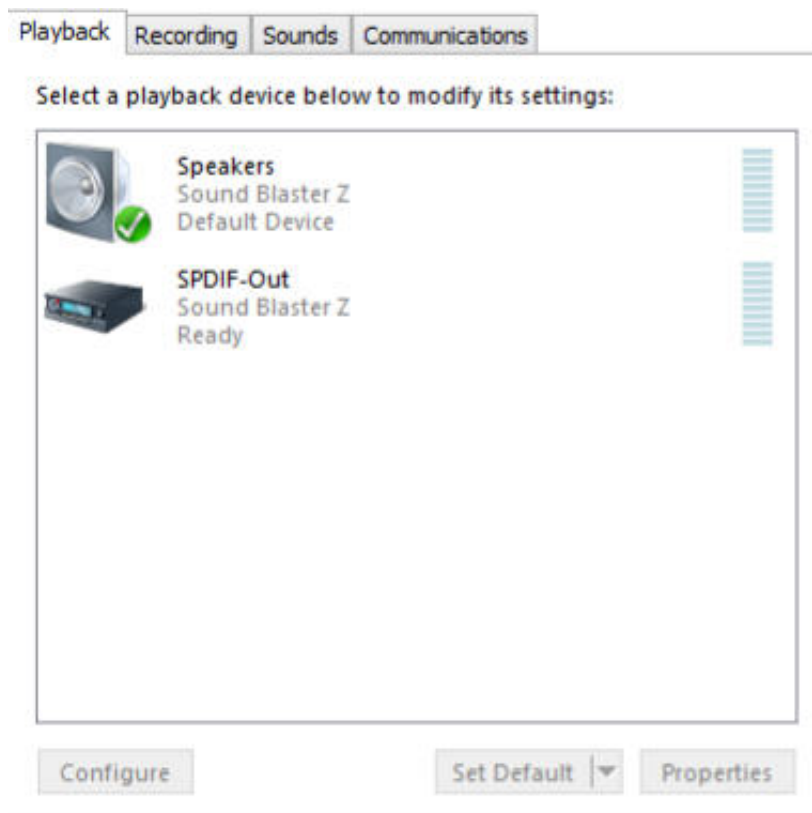 Playback Recording Sounds Communications
Select a playback device below to modify its settings:
Speakers
Sound Blaster Z
Default Device
SPDIF-Out
Sound Blaster Z
Ready
Configure Set Default Properties